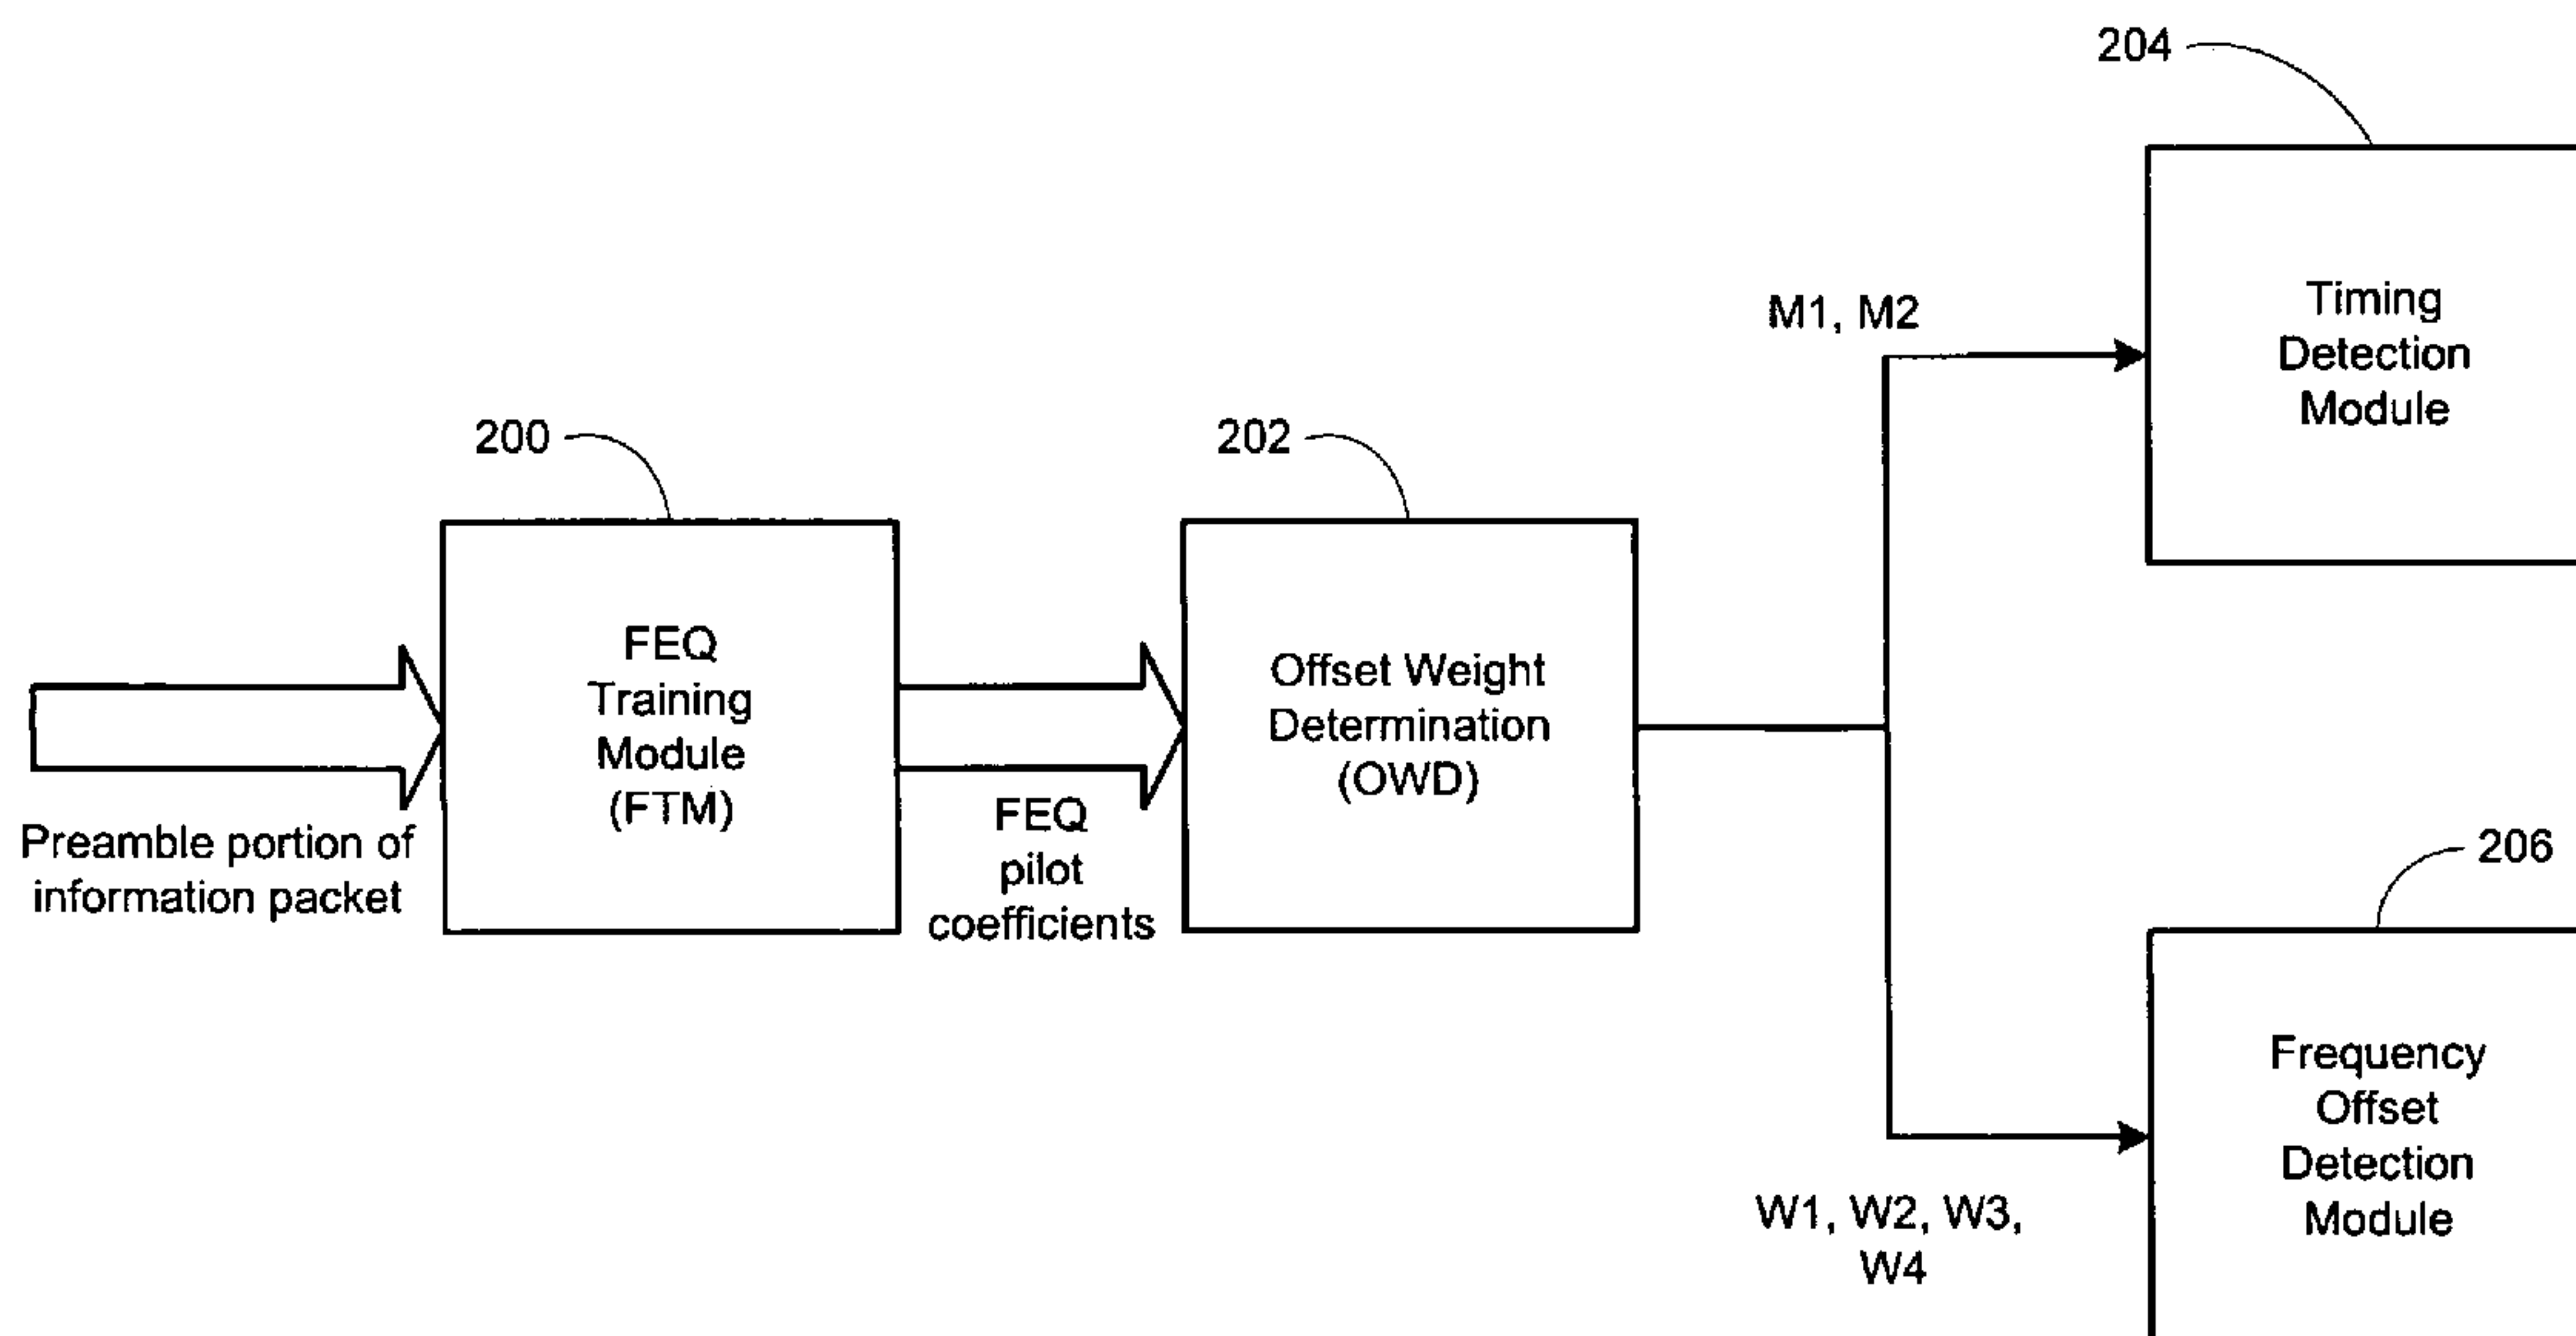 204
M1, M2
Timing
Detection
Module
200
202
FEQ
Training
Module
(FTM)
Offset Weight
Determination
(OWD)
Preamble portion of
information packet
FEQ
pilot
coefficients
206
Frequency
Offset
Detection
Module
W1, W2, W3,
W4